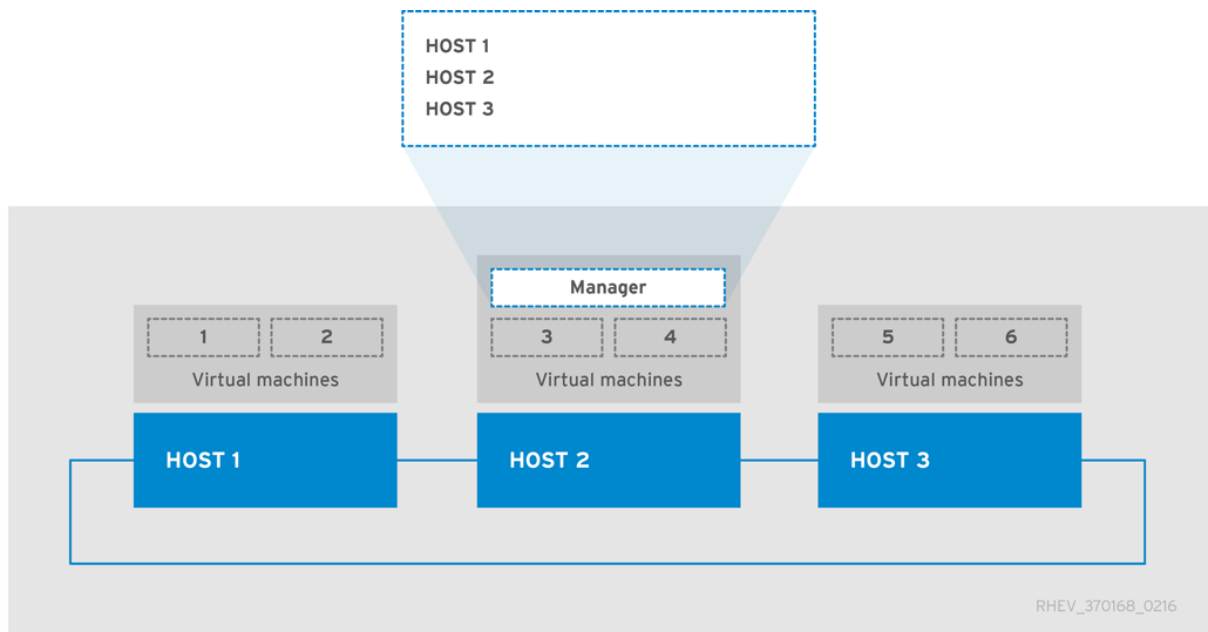 HOST 1
HOST 2
HOST 3
Manager
1 2
3 4
5 6
Virtual machines
Virtual machines
Virtual machines
HOST 1
HOST 2
HOST 3
RHEV_370168_0216